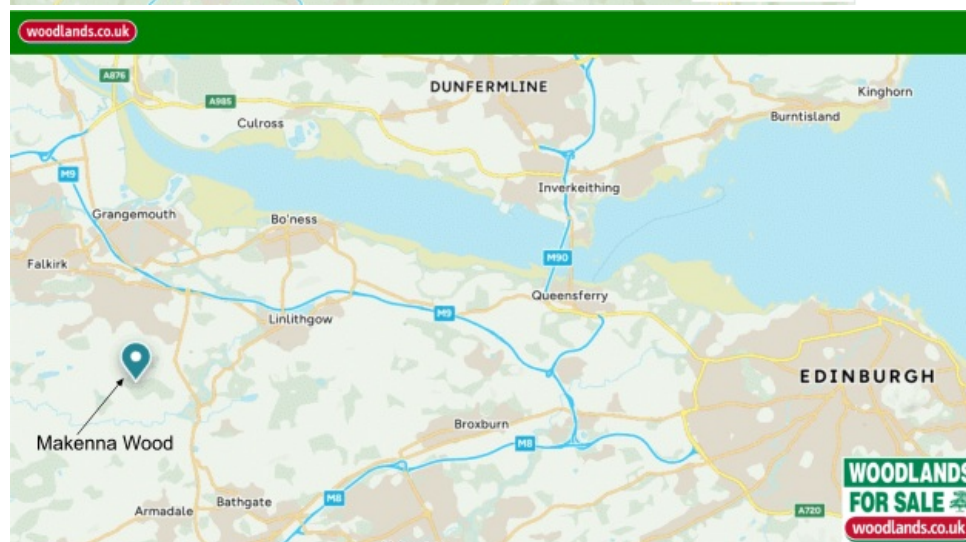 woodlands.co.uk
A876
DUNFERMLINE
Kinghorn
A985
Culross
Burntisland
M9
Inverkeithing
Grangemouth
Bo'ness
Falkirk
M90
Queensferry
Linlithgow
M9
EDINBURGH
Makenna Wood
Broxburn
M8
WOODLANDS
FOR SALE
woodlands.co.uk
Bathgate
M8
Armadale
A720